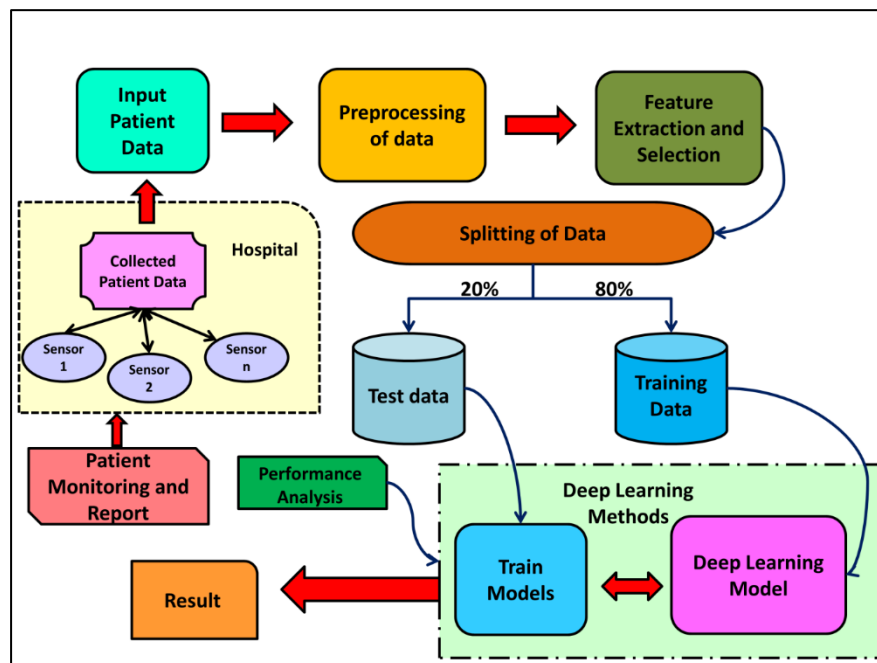 Input
Patient
Data
Preprocessing
of data
Feature
Extraction and
Selection
Hospital
Collected
Patient Data
Sensor
1
Sensor
2
Sensor
n
Splitting of Data
20%
80%
Test data
Training
Data
Patient
Monitoring and
Report
Performance
Analysis
Deep Learning
Methods
Train
Models
Deep Learning
Model
Result